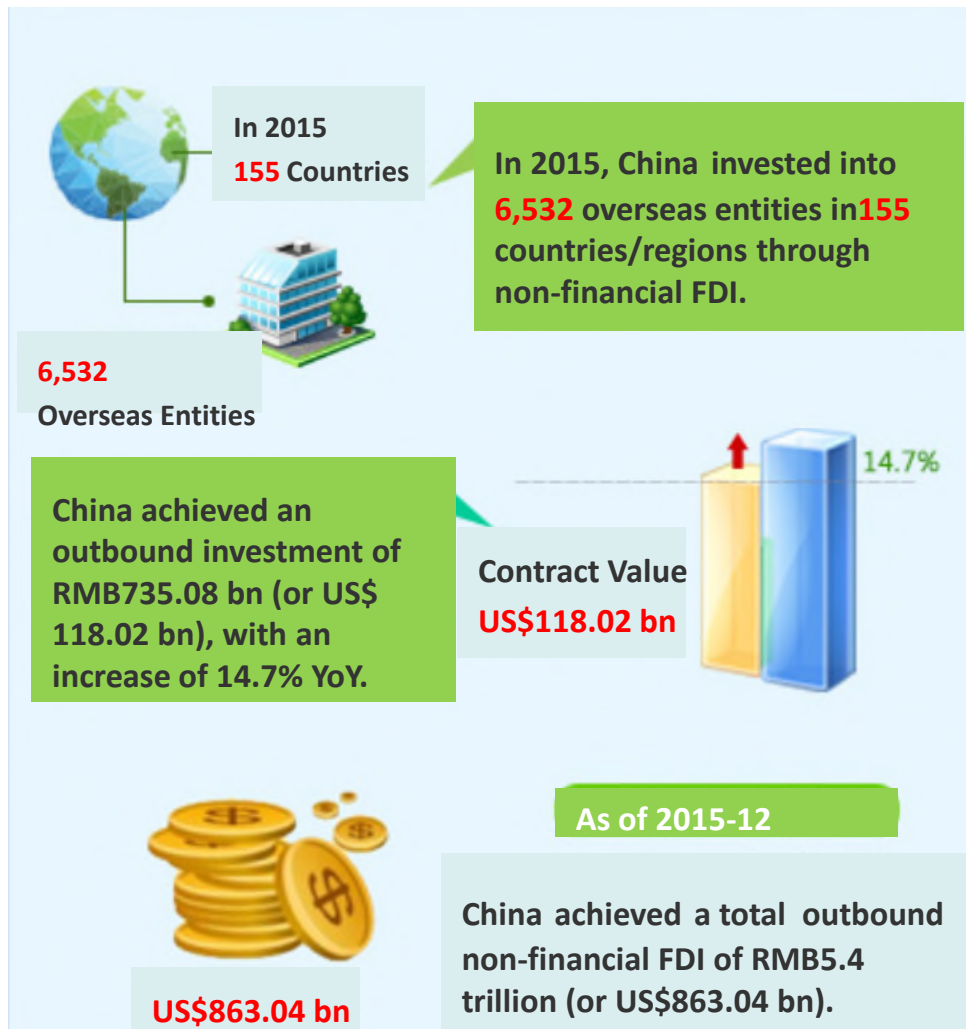 In 2015
155 Countries
In 2015, China invested into
6,532 overseas entities in155
countries/regions through
non-financial FDI.
6,532
Overseas Entities
China achieved an
outbound investment of
RMB735.08 bn (or US$
118.02 bn), with an
increase of 14.7% YoY.
Contract Value
US$118.02 bn
14.7%
As of 2015-12
China achieved a total outbound
non-financial FDI of RMB5.4
trillion (or US$863.04 bn).
US$863.04 bn